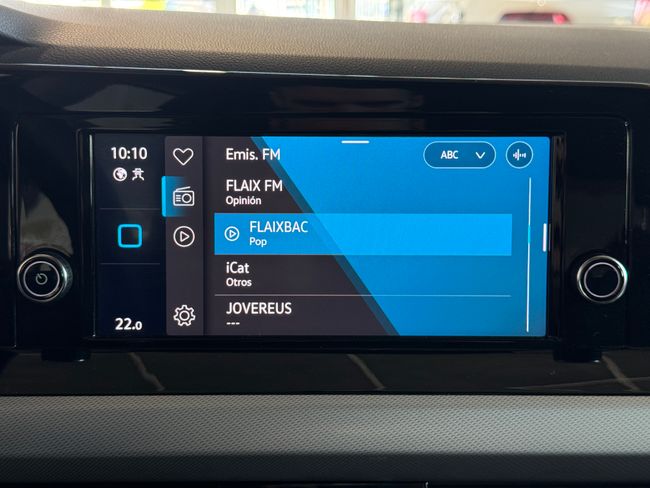 10:10
Emis. FM
ABC
FLAIX FM
Opinión
FLAIXBAC
Pop
iCat
Otros
JOVEREUS
---
22.0